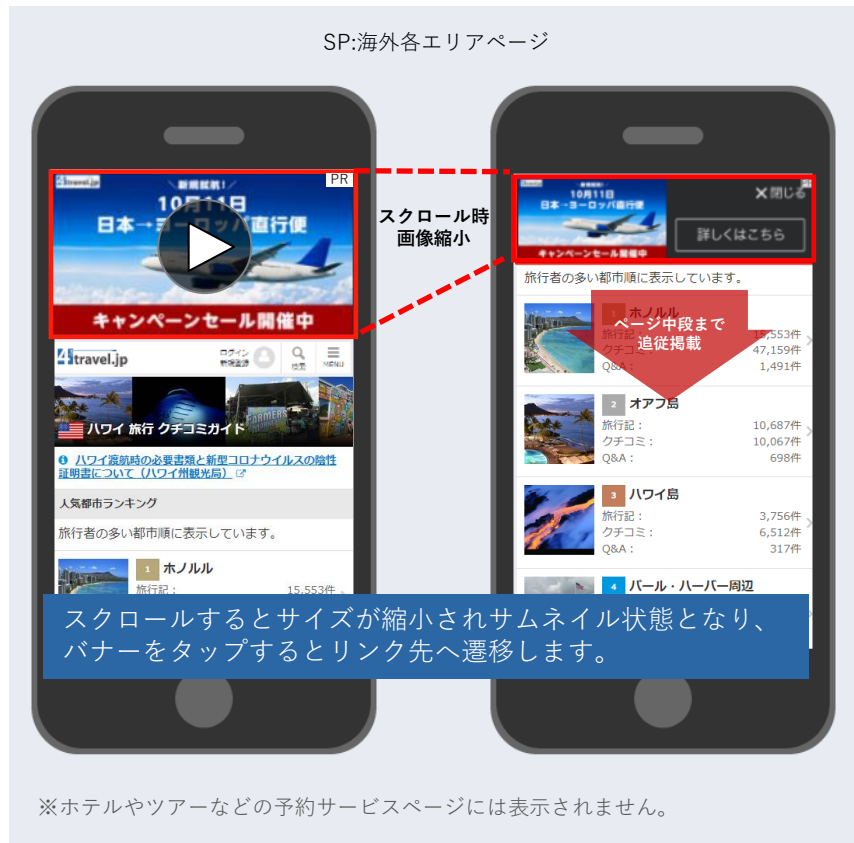 SP:海外各エリアページ
4travel.jp
PR
＼新規就航!／
10月11日
日本→ヨーロッパ直行便
キャンペーンセール開催中
スクロール時
画像縮小
4travel.jp
ログイン
新規登録
検索
MENU
ハワイ 旅行 クチコミガイド
FARMERS
ハワイ渡航時の必要書類と新型コロナウイルスの陰性
証明書について（ハワイ州観光局）
人気都市ランキング
旅行者の多い都市順に表示しています。
1 ホノルル
旅行記： 15,553件
＼新規就航!／
10月11日
日本→ヨーロッパ直行便
キャンペーンセール開催中
×閉じる
詳しくはこちら
旅行者の多い都市順に表示しています。
1 ホノルル
旅行記： 15,553件
クチコミ： 47,159件
Q&A： 1,491件
ページ中段まで
追従掲載
2 オアフ島
旅行記： 10,687件
クチコミ： 10,067件
Q&A： 698件
3 ハワイ島
旅行記： 3,756件
クチコミ： 6,512件
Q&A： 317件
4 パール・ハーバー周辺
スクロールするとサイズが縮小されサムネイル状態となり、
バナーをタップするとリンク先へ遷移します。
※ホテルやツアーなどの予約サービスページには表示されません。